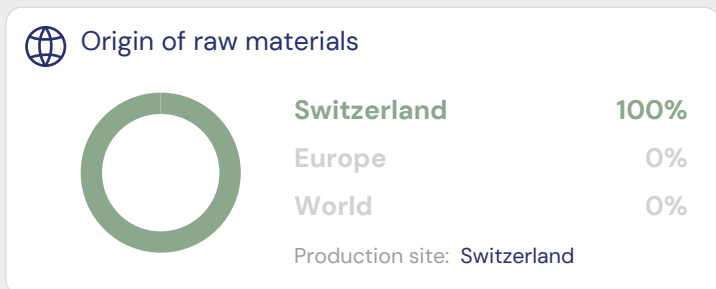 Origin of raw materials
Switzerland 100%
Europe 0%
World 0%
Production site: Switzerland